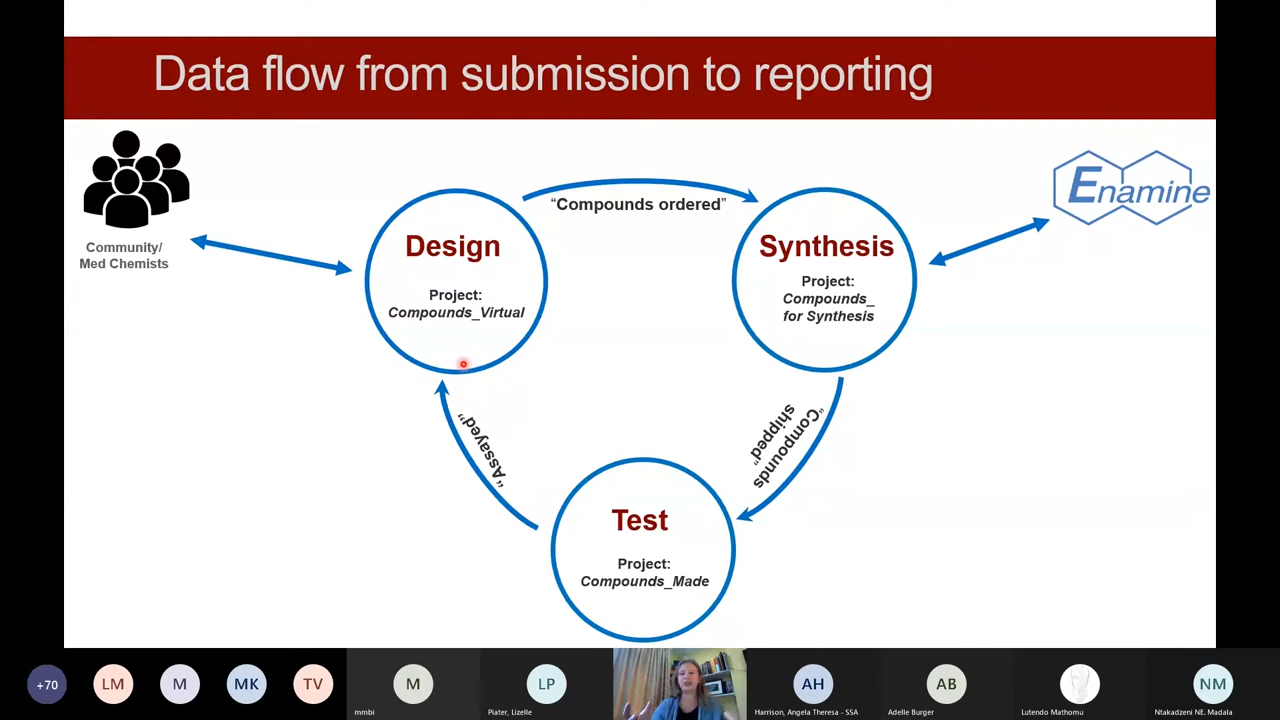 Data flow from submission to reporting
Community/
Med Chemists
Design
Project:
Compounds_Virtual
“Compounds ordered”
Synthesis
Project:
Compounds_
for Synthesis
Enamine
“Compounds
shipped”
Test
Project:
Compounds_Made
“Assayed”
+70
LM
M
MK
TV
M
mmbi
LP
Piater, Lizelle
AH
Harrison, Angela Theresa - SSA
AB
Adelle Burger
Lutendo Mathomu
NM
Ntakadzeni NE. Madala